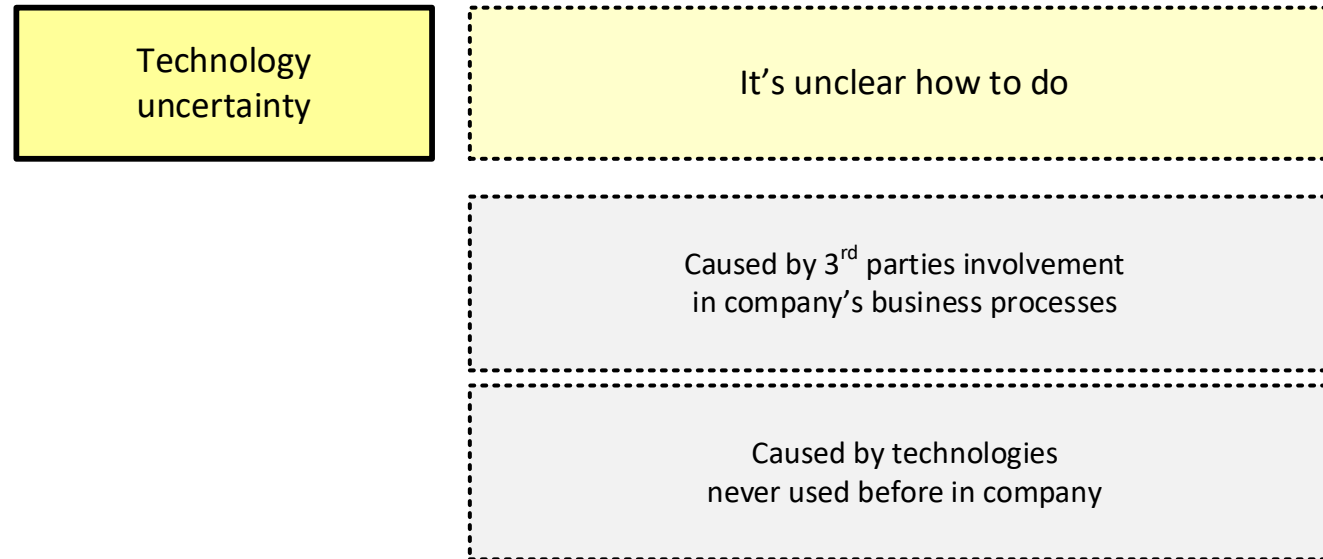 Technology
uncertainty
It's unclear how to do
Caused by 3rd parties involvement
in company's business processes
Caused by technologies
never used before in company